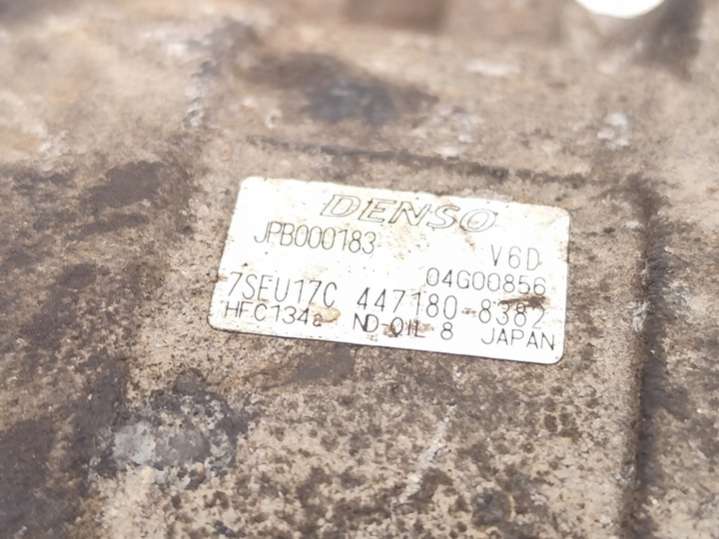 DENSO
JPB000183 V6D
04G00856
7SEU17C 447180-8382
HFC134a ND-OIL 8 JAPAN